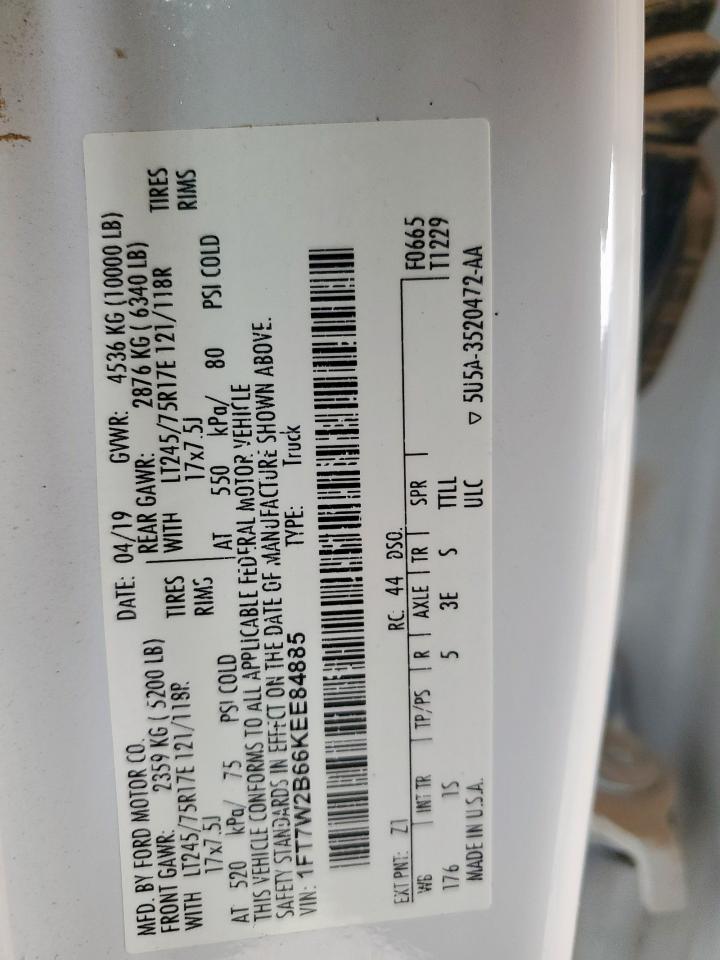 MFD. BY FORD MOTOR CO. DATE: 04/19 GVWR: 4536 KG (10000 LB)
FRONT GAWR: 2359 KG ( 5200 LB) REAR GAWR: 2876 KG ( 6340 LB)
WITH LT245/75R17E 121/118R TIRES WITH LT245/75R17E 121/118R TIRES
17x7.5J RIMS 17x7.5J RIMS
AT 520 kPa/ 75 PSI COLD AT 550 kPa/ 80 PSI COLD
THIS VEHICLE CONFORMS TO ALL APPLICABLE FEDERAL MOTOR VEHICLE
SAFETY STANDARDS IN EFFECT ON THE DATE OF MANUFACTURE SHOWN ABOVE.
VIN: 1FT7W2B66KEE84885 TYPE: Truck
EXT PNT: Z1 RC: 44 DSO: F0665
WB INT TR TP/PS R AXLE TR SPR T1229
176 1S 5 3E S TTLL
MADE IN U.S.A. ULC ▽ 5U5A-3520472-AA